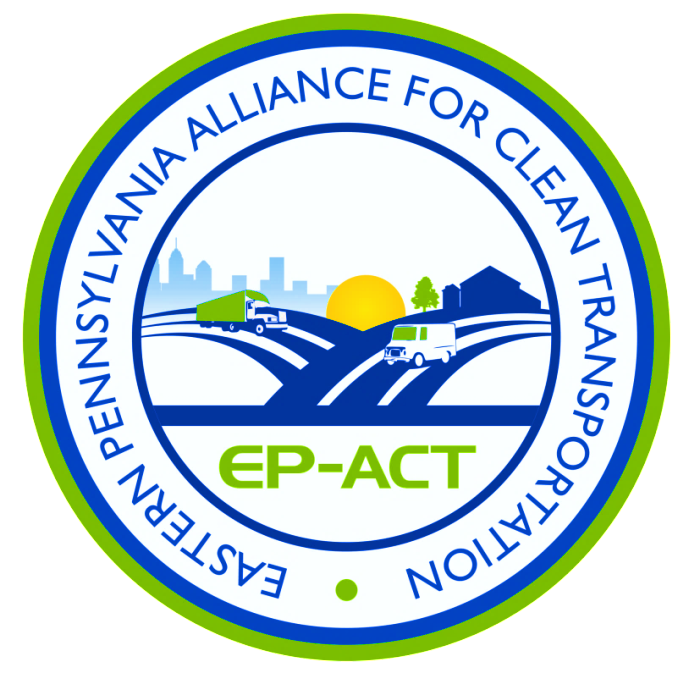 EASTERN PENNSYLVANIA ALLIANCE FOR CLEAN TRANSPORTATION
EP-ACT